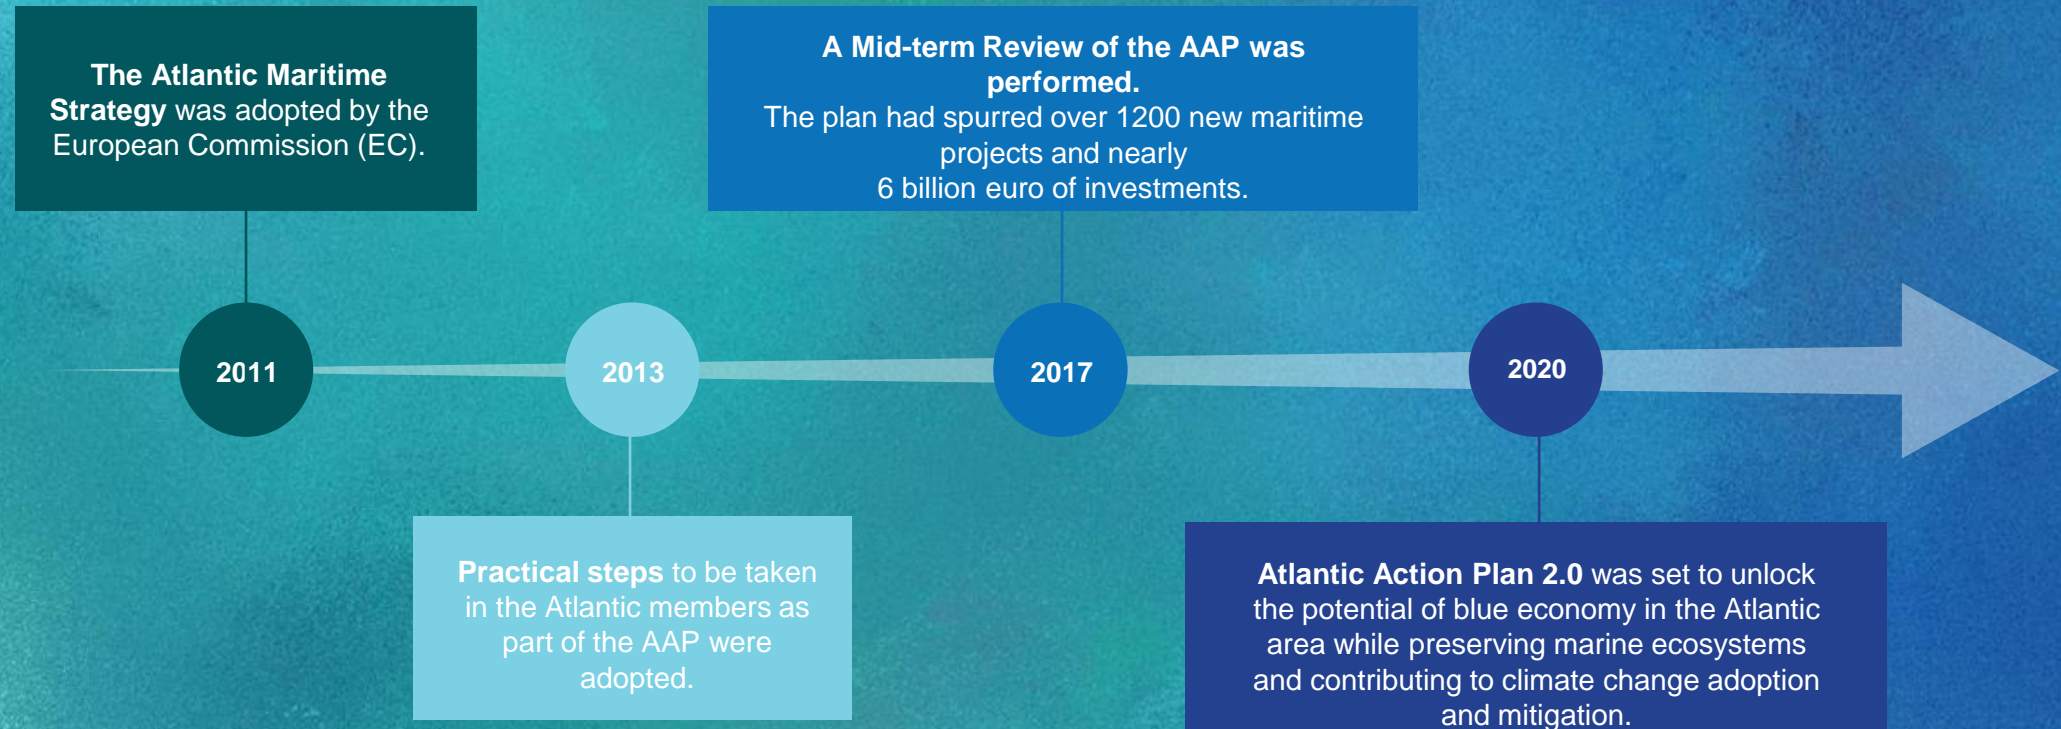 The Atlantic Maritime
Strategy was adopted by the
European Commission (EC).
A Mid-term Review of the AAP was
performed.
The plan had spurred over 1200 new maritime
projects and nearly
6 billion euro of investments.
2011
2013
2017
2020
Practical steps to be taken
in the Atlantic members as
part of the AAP were
adopted.
Atlantic Action Plan 2.0 was set to unlock
the potential of blue economy in the Atlantic
area while preserving marine ecosystems
and contributing to climate change adoption
and mitigation.